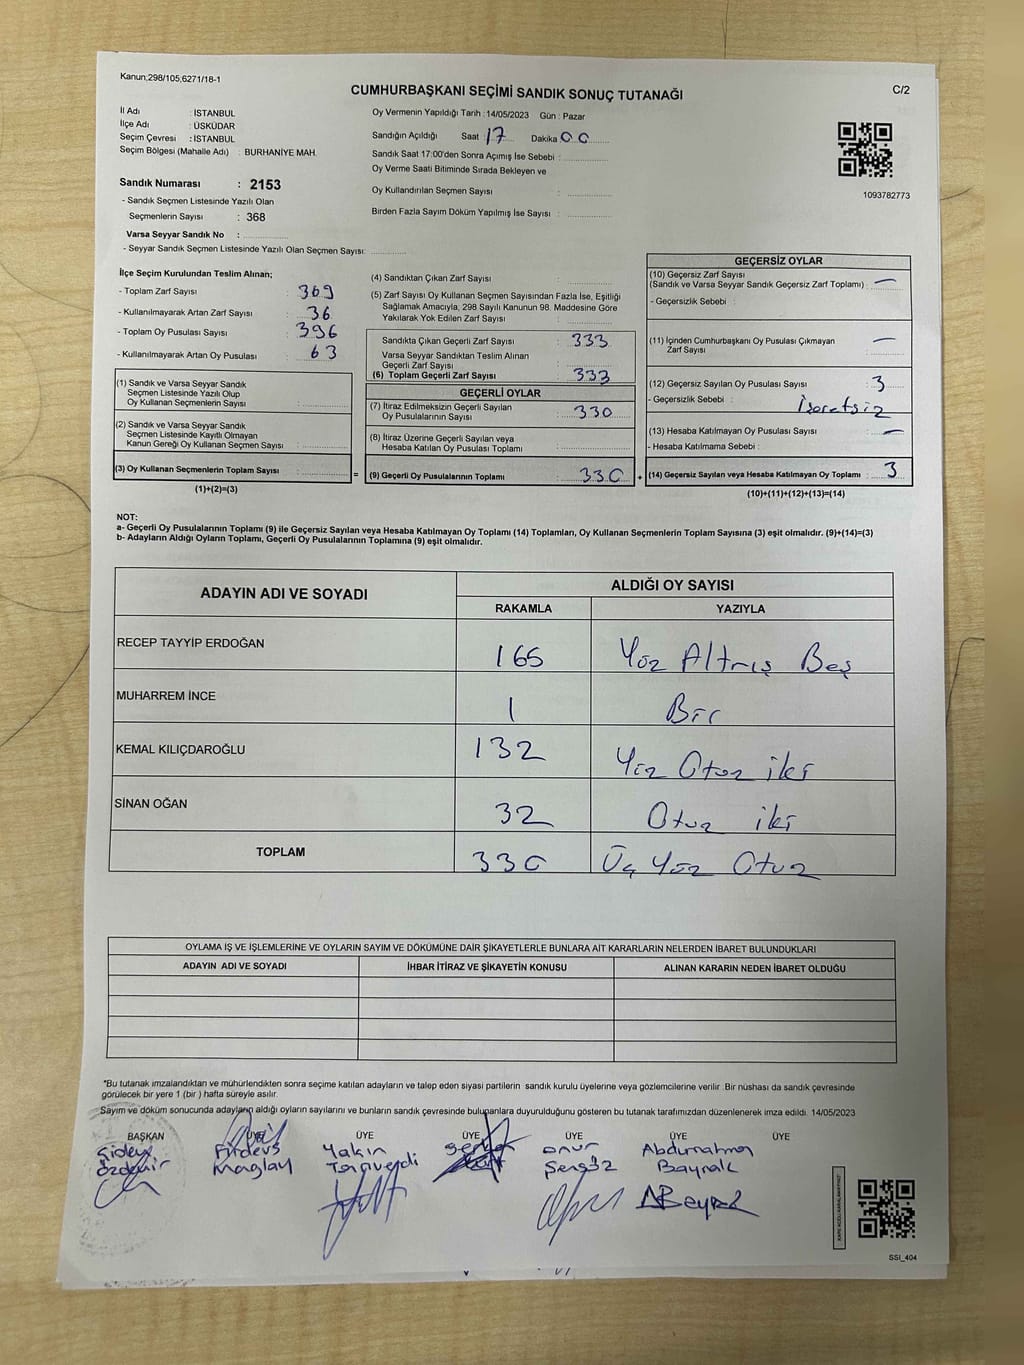 Kanun;298/105,6271/18-1
CUMHURBAŞKANI SEÇİMİ SANDIK SONUÇ TUTANAĞI
C/2
İl Adı : İSTANBUL
İlçe Adı : ÜSKÜDAR
Seçim Çevresi : İSTANBUL
Seçim Bölgesi (Mahalle Adı) : BURHANİYE MAH.
Oy Vermenin Yapıldığı Tarih : 14/05/2023 Gün : Pazar
Sandığın Açıldığı Saat 17 Dakika 00
Sandık Saat 17:00'den Sonra Açımış İse Sebebi :
Oy Verme Saati Bitiminde Sırada Bekleyen ve
Oy Kullandırılan Seçmen Sayısı :
Birden Fazla Sayım Döküm Yapılmış İse Sayısı :
1093782773
Sandık Numarası : 2153
- Sandık Seçmen Listesinde Yazılı Olan
Seçmenlerin Sayısı : 368
Varsa Seyyar Sandık No :
- Seyyar Sandık Seçmen Listesinde Yazılı Olan Seçmen Sayısı:
İlçe Seçim Kurulundan Teslim Alınan;
- Toplam Zarf Sayısı : 369
- Kullanılmayarak Artan Zarf Sayısı : 36
- Toplam Oy Pusulası Sayısı : 396
- Kullanılmayarak Artan Oy Pusulası : 63
(1) Sandık ve Varsa Seyyar Sandık
Seçmen Listesinde Yazılı Olup
Oy Kullanan Seçmenlerin Sayısı :
(2) Sandık ve Varsa Seyyar Sandık
Seçmen Listesinde Kayıtlı Olmayan
Kanun Gereği Oy Kullanan Seçmen Sayısı :
(3) Oy Kullanan Seçmenlerin Toplam Sayısı :
(1)+(2)=(3)
(4) Sandıktan Çıkan Zarf Sayısı :
(5) Zarf Sayısı Oy Kullanan Seçmen Sayısından Fazla İse, Eşitliği
Sağlamak Amacıyla; 298 Sayılı Kanunun 98. Maddesine Göre
Yakılarak Yok Edilen Zarf Sayısı :
Sandıkta Çıkan Geçerli Zarf Sayısı : 333
Varsa Seyyar Sandıktan Teslim Alınan
Geçerli Zarf Sayısı :
(6) Toplam Geçerli Zarf Sayısı : 333
GEÇERLİ OYLAR
(7) İtiraz Edilmeksizin Geçerli Sayılan
Oy Pusulalarının Sayısı : 330
(8) İtiraz Üzerine Geçerli Sayılan veya
Hesaba Katılan Oy Pusulası Toplamı :
= (9) Geçerli Oy Pusulalarının Toplamı : 330
GEÇERSİZ OYLAR
(10) Geçersiz Zarf Sayısı
(Sandık ve Varsa Seyyar Sandık Geçersiz Zarf Toplamı) : —
- Geçersizlik Sebebi :
(11) İçinden Cumhurbaşkanı Oy Pusulası Çıkmayan
Zarf Sayısı : —
(12) Geçersiz Sayılan Oy Pusulası Sayısı : 3
- Geçersizlik Sebebi : İşaretsiz
(13) Hesaba Katılmayan Oy Pusulası Sayısı : —
- Hesaba Katılmama Sebebi :
+ (14) Geçersiz Sayılan veya Hesaba Katılmayan Oy Toplamı : 3
(10)+(11)+(12)+(13)=(14)
NOT:
a- Geçerli Oy Pusulalarının Toplamı (9) ile Geçersiz Sayılan veya Hesaba Katılmayan Oy Toplamı (14) Toplamları, Oy Kullanan Seçmenlerin Toplam Sayısına (3) eşit olmalıdır. (9)+(14)=(3)
b- Adayların Aldığı Oyların Toplamı, Geçerli Oy Pusulalarının Toplamına (9) eşit olmalıdır.
ADAYIN ADI VE SOYADI
ALDIĞI OY SAYISI
RAKAMLA YAZIYLA
RECEP TAYYİP ERDOĞAN 165 Yüz Altmış Beş
MUHARREM İNCE 1 Bir
KEMAL KILIÇDAROĞLU 132 Yüz Otuz iki
SİNAN OĞAN 32 Otuz iki
TOPLAM 330 Üç Yüz Otuz
OYLAMA İŞ VE İŞLEMLERİNE VE OYLARIN SAYIM VE DÖKÜMÜNE DAİR ŞİKAYETLERLE BUNLARA AİT KARARLARIN NELERDEN İBARET BULUNDUKLARI
ADAYIN ADI VE SOYADI İHBAR İTİRAZ VE ŞİKAYETİN KONUSU ALINAN KARARIN NEDEN İBARET OLDUĞU
*Bu tutanak imzalandıktan ve mühürlendikten sonra seçime katılan adayların ve talep eden siyasi partilerin sandık kurulu üyelerine veya gözlemcilerine verilir. Bir nüshası da sandık çevresinde
görülecek bir yere 1 (bir) hafta süreyle asılır.
Sayım ve döküm sonucunda adayların aldığı oyların sayılarını ve bunların sandık çevresinde bulunanlara duyurulduğunu gösteren bu tutanak tarafımızdan düzenlenerek imza edildi. 14/05/2023
BAŞKAN ÜYE ÜYE ÜYE ÜYE ÜYE ÜYE
Firdevs Yakın onur Abdurrahman
Özdemir Maglay Tanrıverdi Şengöz Bayrak
SSI_404